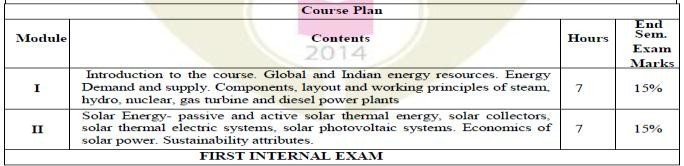 Course Plan
Module Contents Hours End Sem. Exam Marks
2014
I Introduction to the course. Global and Indian energy resources. Energy
Demand and supply. Components, layout and working principles of steam,
hydro, nuclear, gas turbine and diesel power plants 7 15%
II Solar Energy- passive and active solar thermal energy, solar collectors,
solar thermal electric systems, solar photovoltaic systems. Economics of
solar power. Sustainability attributes. 7 15%
FIRST INTERNAL EXAM